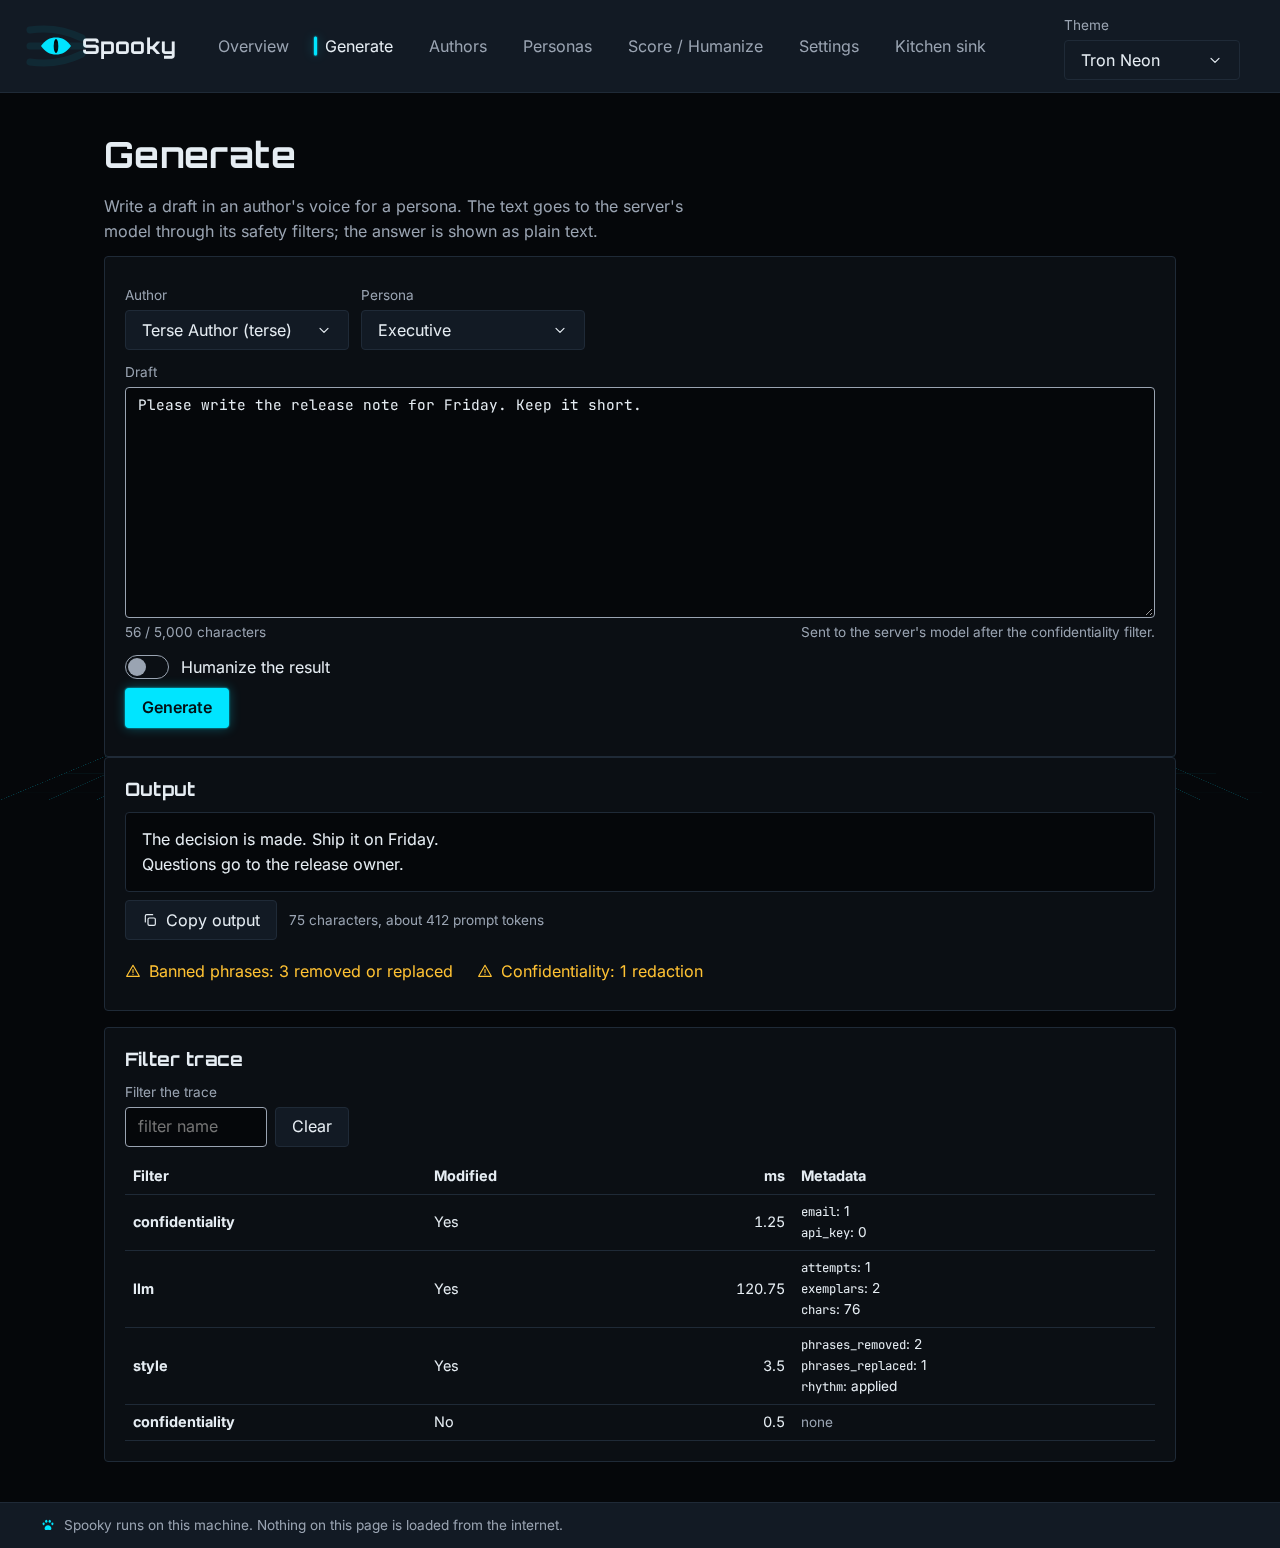 Spooky
Overview
Generate
Authors
Personas
Score / Humanize
Settings
Kitchen sink
Theme
Tron Neon
Generate
Write a draft in an author's voice for a persona. The text goes to the server's
model through its safety filters; the answer is shown as plain text.
Author
Persona
Terse Author (terse)
Executive
Draft
Please write the release note for Friday. Keep it short.
56 / 5,000 characters
Sent to the server's model after the confidentiality filter.
Humanize the result
Generate
Output
The decision is made. Ship it on Friday.
Questions go to the release owner.
Copy output
75 characters, about 412 prompt tokens
Banned phrases: 3 removed or replaced
Confidentiality: 1 redaction
Filter trace
Filter the trace
filter name
Clear
Filter Modified ms Metadata
confidentiality Yes 1.25 email: 1
api_key: 0
llm Yes 120.75 attempts: 1
exemplars: 2
chars: 76
style Yes 3.5 phrases_removed: 2
phrases_replaced: 1
rhythm: applied
confidentiality No 0.5 none
Spooky runs on this machine. Nothing on this page is loaded from the internet.